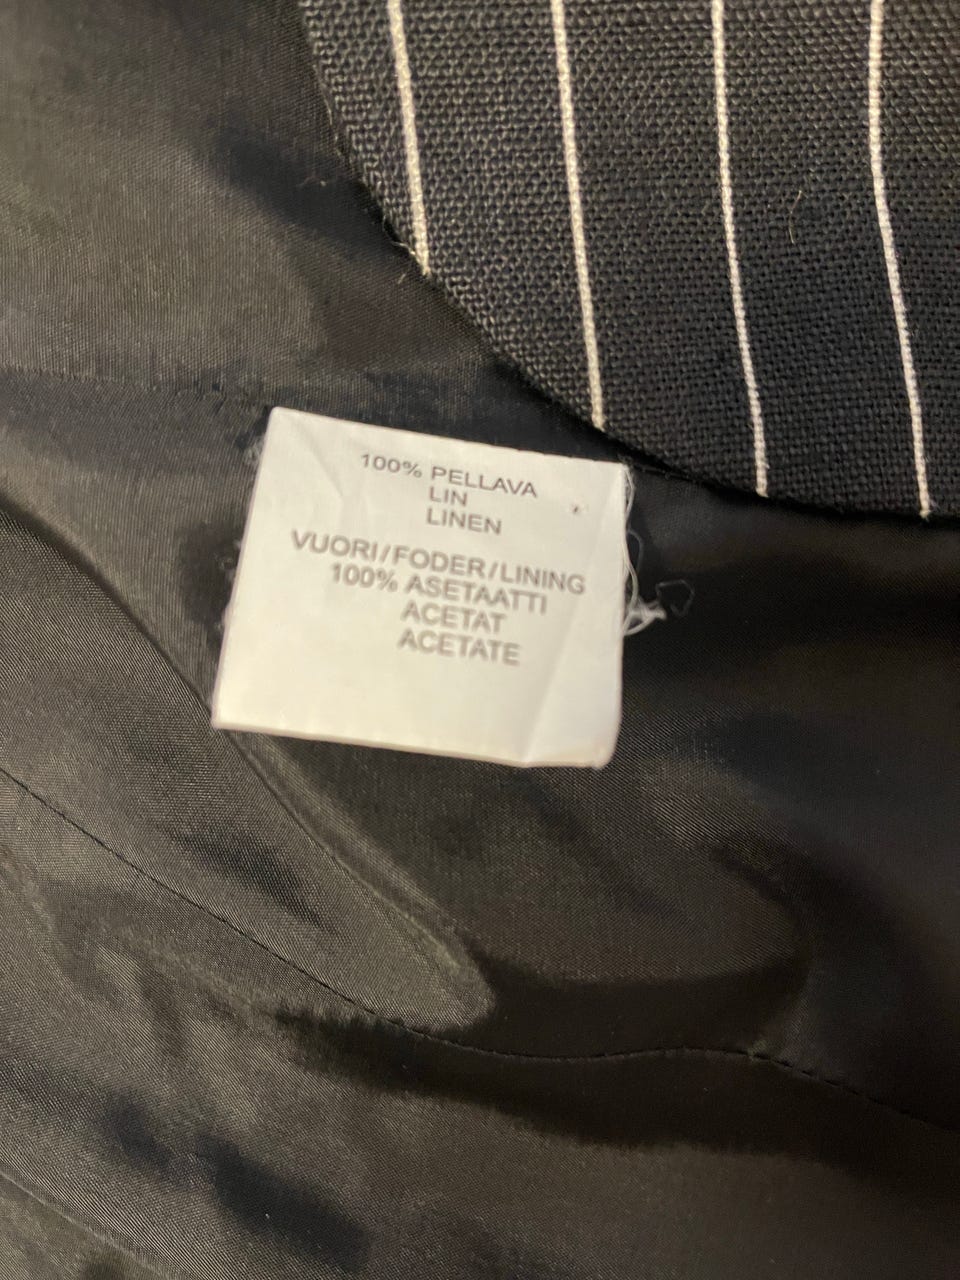 100% PELLAVA
LIN
LINEN
VUORI/FODER/LINING
100% ASETAATTI
ACETAT
ACETATE